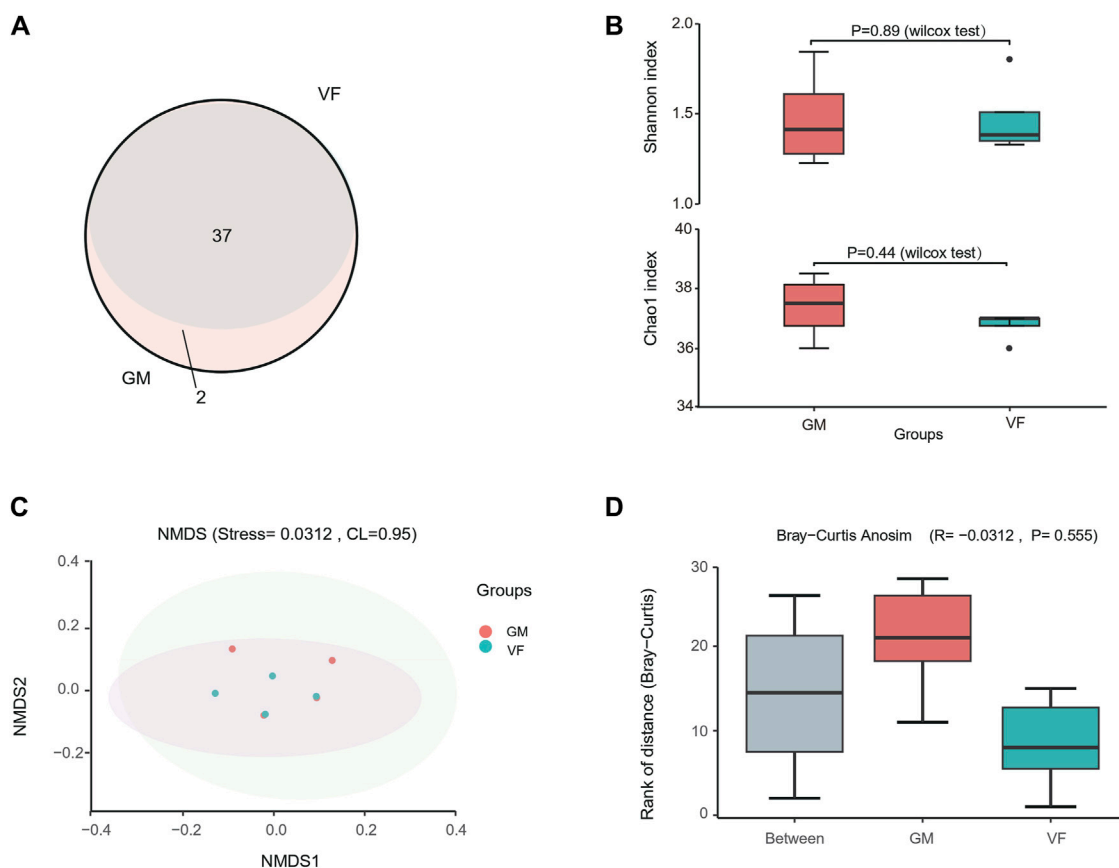 A
VF
37
GM
2
B
P=0.89 (wilcox test)
2.0
1.5
1.0
Shannon index
P=0.44 (wilcox test)
40
38
36
34
Chao1 index
GM
VF
Groups
C
NMDS (Stress= 0.0312 , CL=0.95)
0.4
0.2
0.0
−0.2
−0.4
NMDS2
−0.4
−0.2
0.0
0.2
0.4
NMDS1
Groups
GM
VF
D
Bray−Curtis Anosim (R= −0.0312 , P= 0.555)
30
20
10
0
Rank of distance (Bray−Curtis)
Between
GM
VF